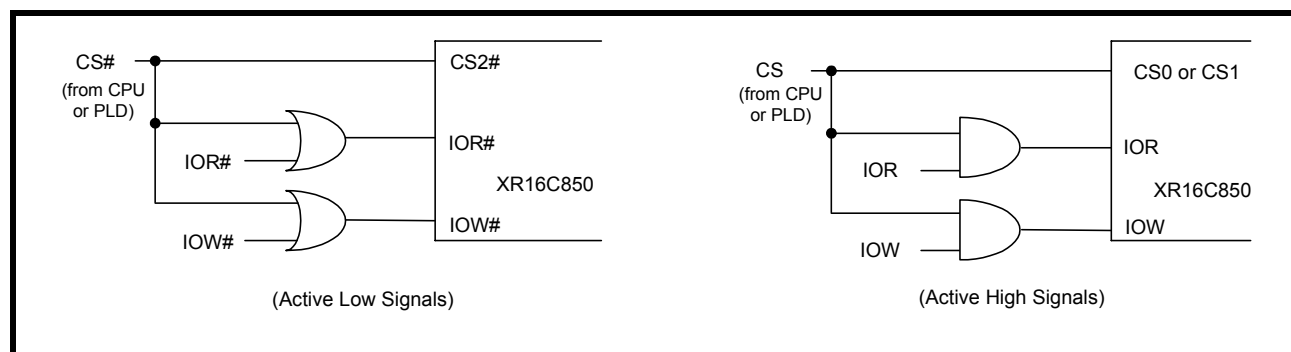 CS#
(from CPU
or PLD)
CS2#
IOR#
IOR#
XR16C850
IOW#
IOW#
(Active Low Signals)
CS
(from CPU
or PLD)
CS0 or CS1
IOR
IOR
XR16C850
IOW
IOW
(Active High Signals)